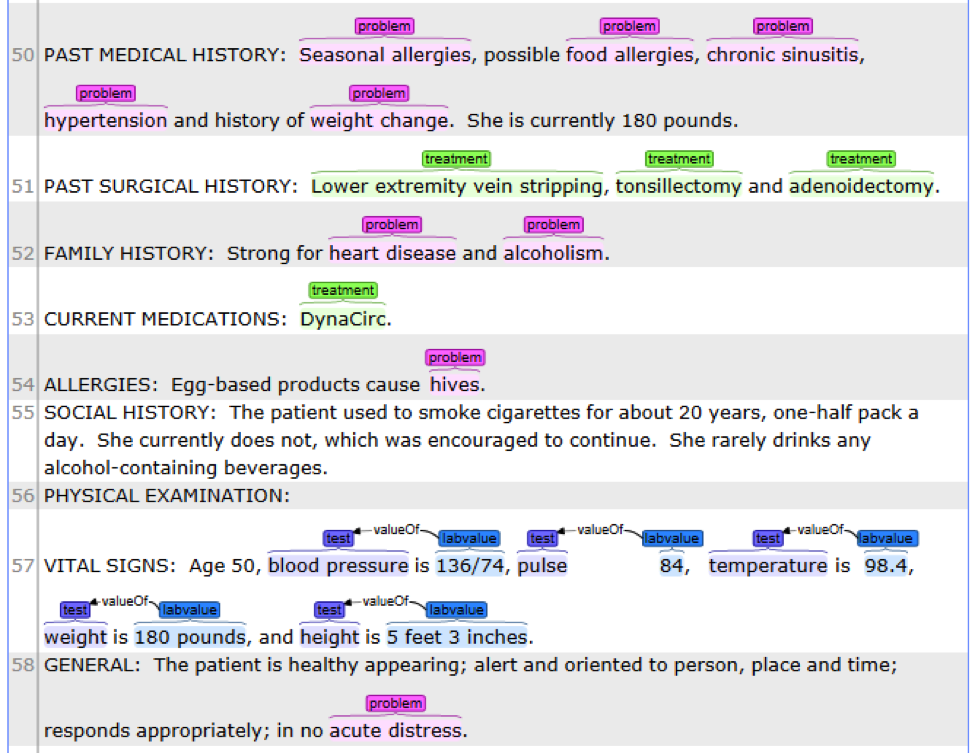 problem problem problem
50 PAST MEDICAL HISTORY: Seasonal allergies, possible food allergies, chronic sinusitis,
problem problem
hypertension and history of weight change. She is currently 180 pounds.
treatment treatment treatment
51 PAST SURGICAL HISTORY: Lower extremity vein stripping, tonsillectomy and adenoidectomy.
problem problem
52 FAMILY HISTORY: Strong for heart disease and alcoholism.
treatment
53 CURRENT MEDICATIONS: DynaCirc.
problem
54 ALLERGIES: Egg-based products cause hives.
55 SOCIAL HISTORY: The patient used to smoke cigarettes for about 20 years, one-half pack a
day. She currently does not, which was encouraged to continue. She rarely drinks any
alcohol-containing beverages.
56 PHYSICAL EXAMINATION:
test valueOf labvalue test valueOf labvalue test valueOf labvalue
57 VITAL SIGNS: Age 50, blood pressure is 136/74, pulse 84, temperature is 98.4,
test valueOf labvalue test valueOf labvalue
weight is 180 pounds, and height is 5 feet 3 inches.
58 GENERAL: The patient is healthy appearing; alert and oriented to person, place and time;
problem
responds appropriately; in no acute distress.